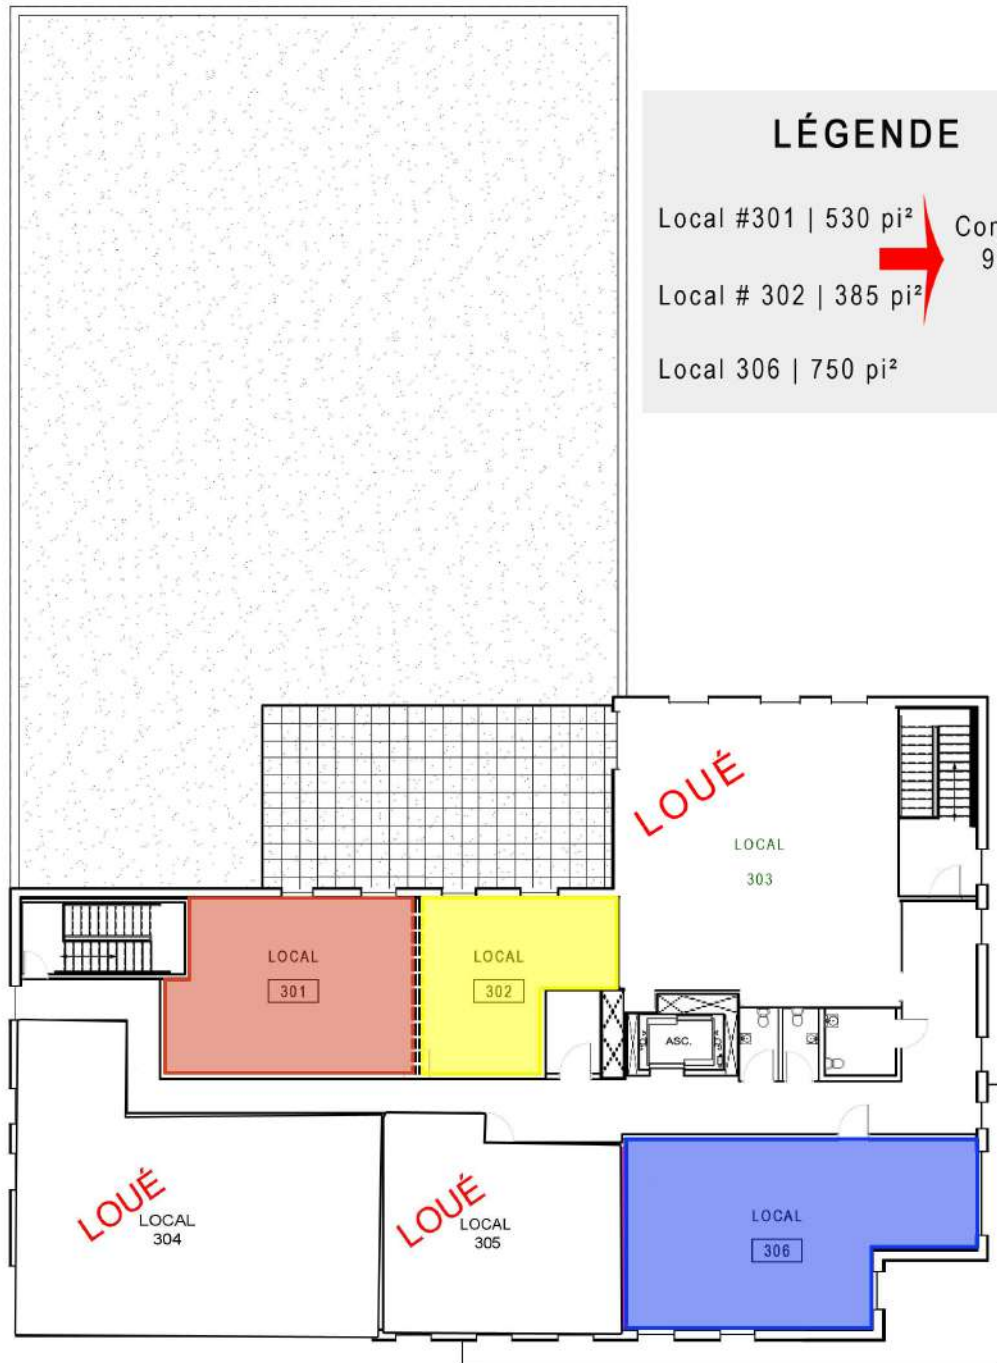 LÉGENDE
Local #301 | 530 pi²
Local # 302 | 385 pi²
Local 306 | 750 pi²
LOUÉ
LOCAL
303
LOCAL
301
LOCAL
302
ASC.
LOUÉ
LOCAL
304
LOUÉ
LOCAL
305
LOCAL
306